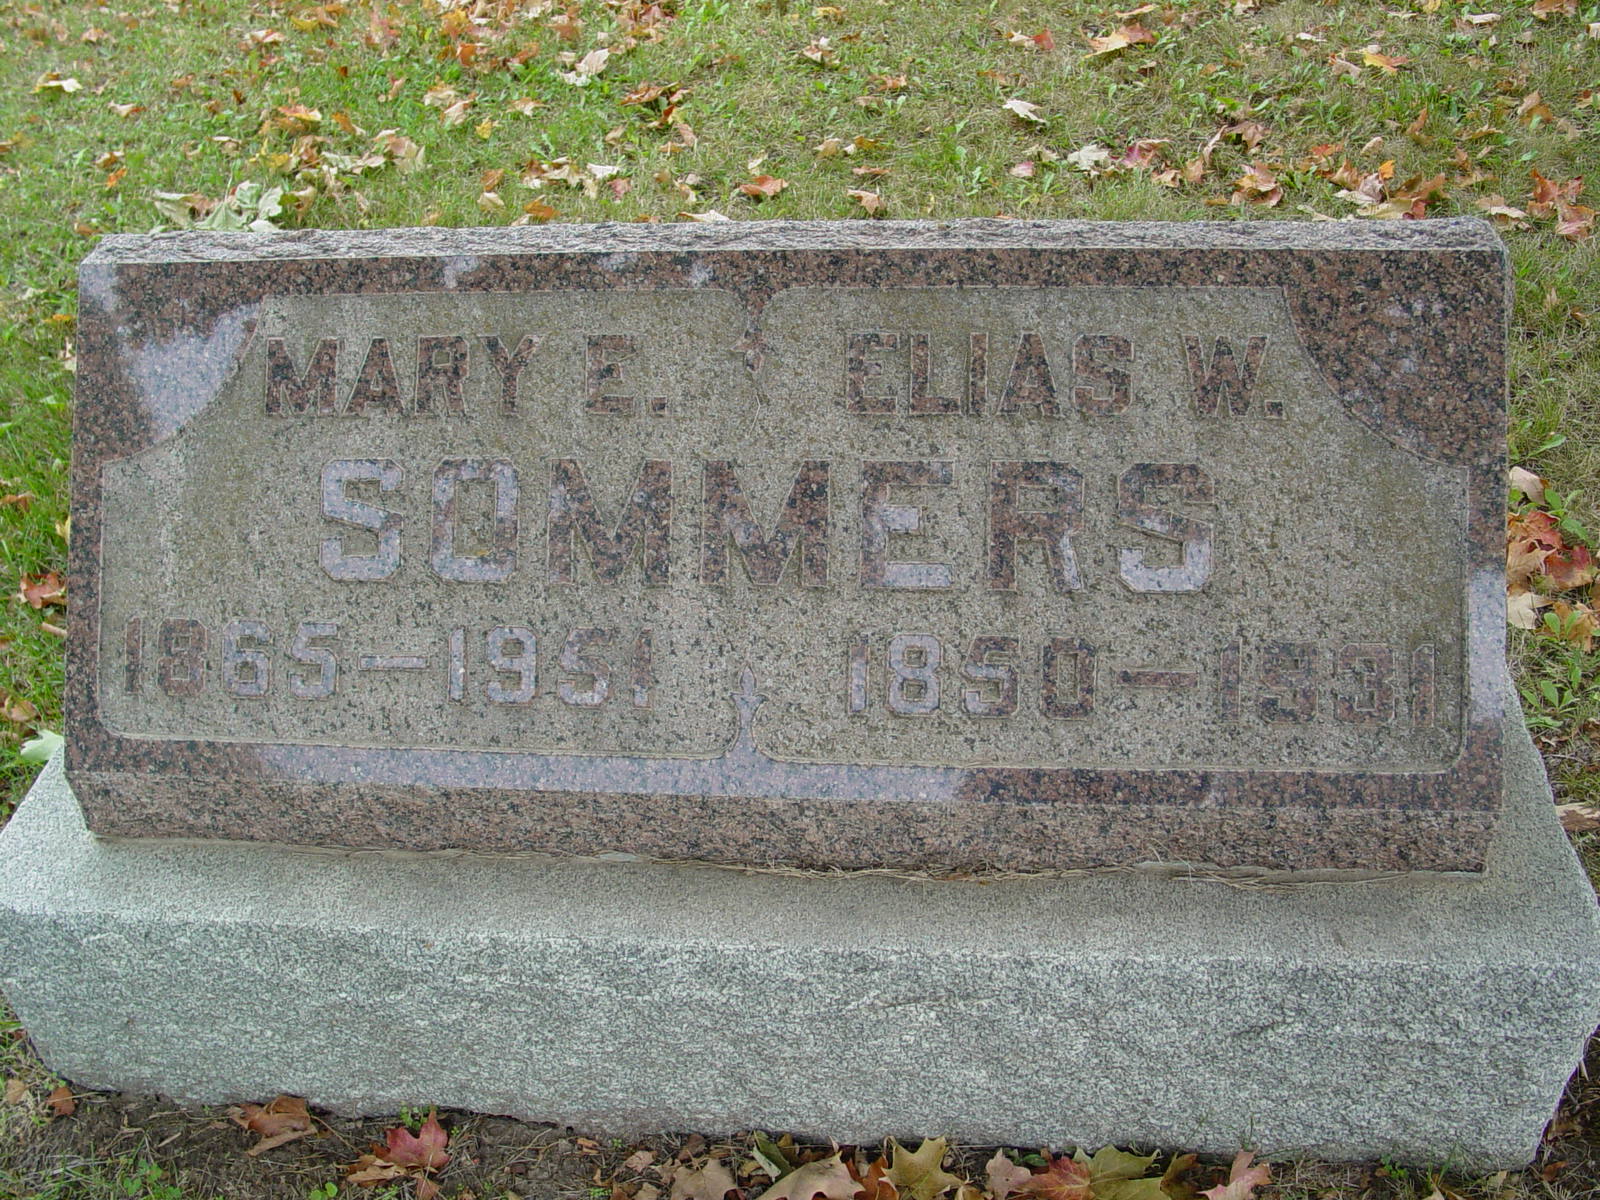 MARY E. ELIAS W.
SOMMERS
1865–1951 1850–1931